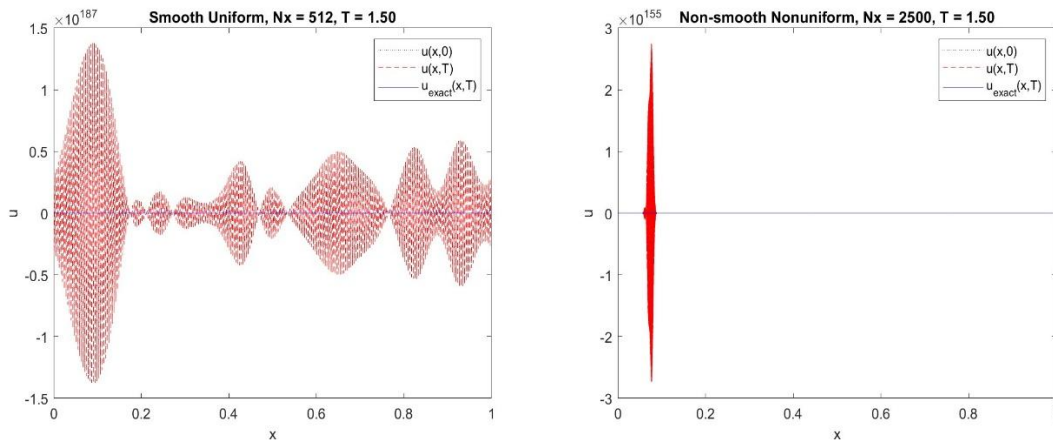 Smooth Uniform, Nx = 512, T = 1.50
×10^187
1.5
1
0.5
0
-0.5
-1
-1.5
u
0
0.2
0.4
0.6
0.8
1
x
u(x,0)
u(x,T)
u_exact(x,T)
Non-smooth Nonuniform, Nx = 2500, T = 1.50
×10^155
3
2
1
0
-1
-2
-3
u
0
0.2
0.4
0.6
0.8
x
u(x,0)
u(x,T)
u_exact(x,T)